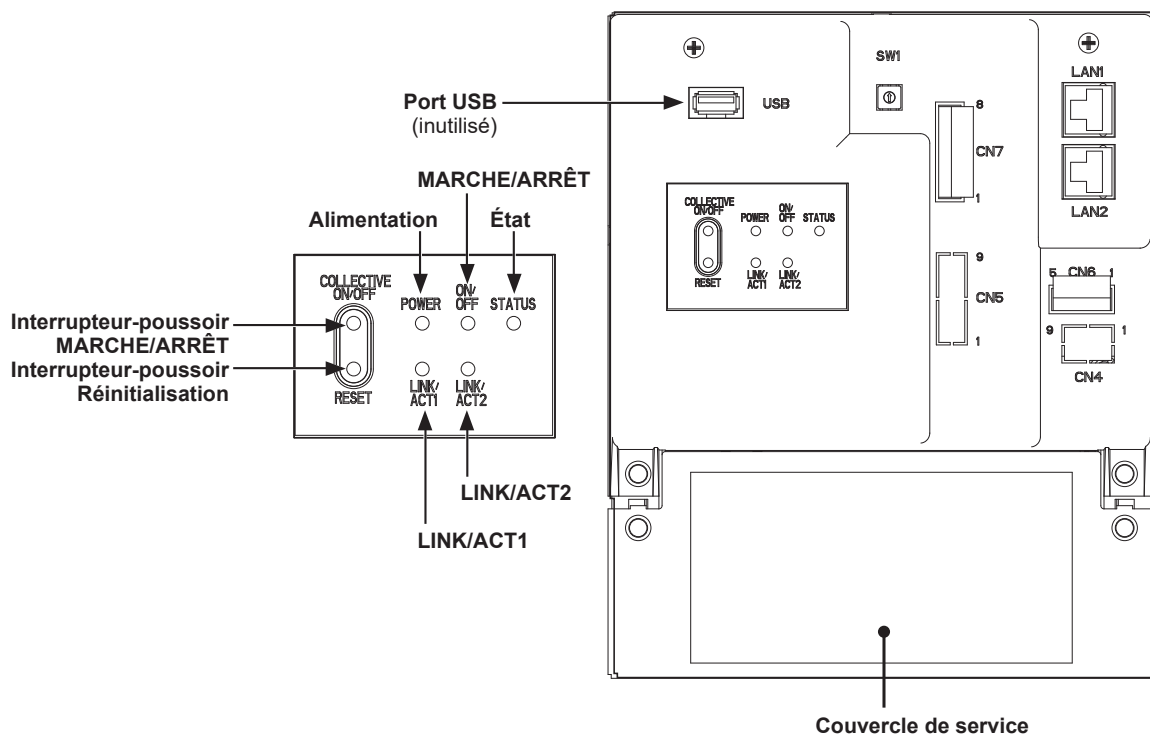 Port USB
(inutilisé)
MARCHE/ARRÊT
Alimentation
État
COLLECTIVE
ON/OFF
POWER
ON/
OFF
STATUS
Interrupteur-poussoir
MARCHE/ARRÊT
Interrupteur-poussoir
Réinitialisation
RESET
LINK/
ACT1
LINK/
ACT2
LINK/ACT2
LINK/ACT1
USB
SW1
LAN1
LAN2
8
CN7
1
COLLECTIVE
ON/OFF
POWER
ON/
OFF
STATUS
RESET
LINK/
ACT1
LINK/
ACT2
9
CN5
1
5 CN6 1
9 1
CN4
Couvercle de service